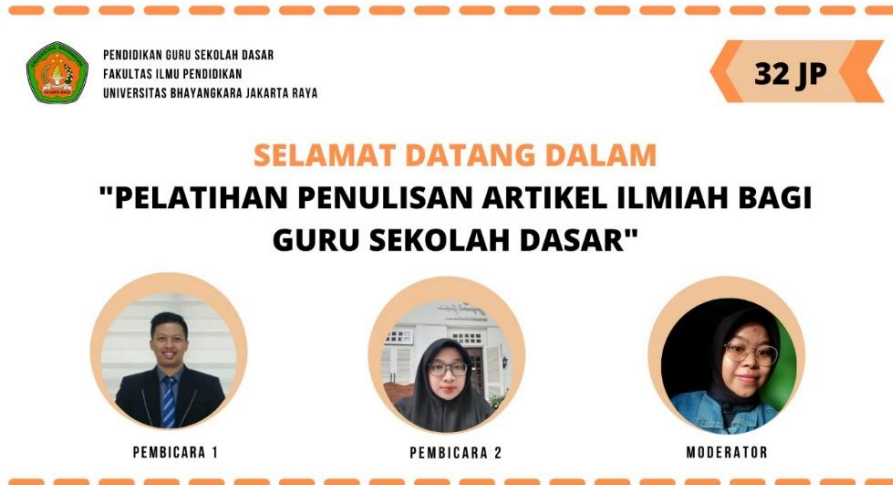 PENDIDIKAN GURU SEKOLAH DASAR
FAKULTAS ILMU PENDIDIKAN
UNIVERSITAS BHAYANGKARA JAKARTA RAYA
32 JP
SELAMAT DATANG DALAM
"PELATIHAN PENULISAN ARTIKEL ILMIAH BAGI
GURU SEKOLAH DASAR"
PEMBICARA 1
PEMBICARA 2
MODERATOR